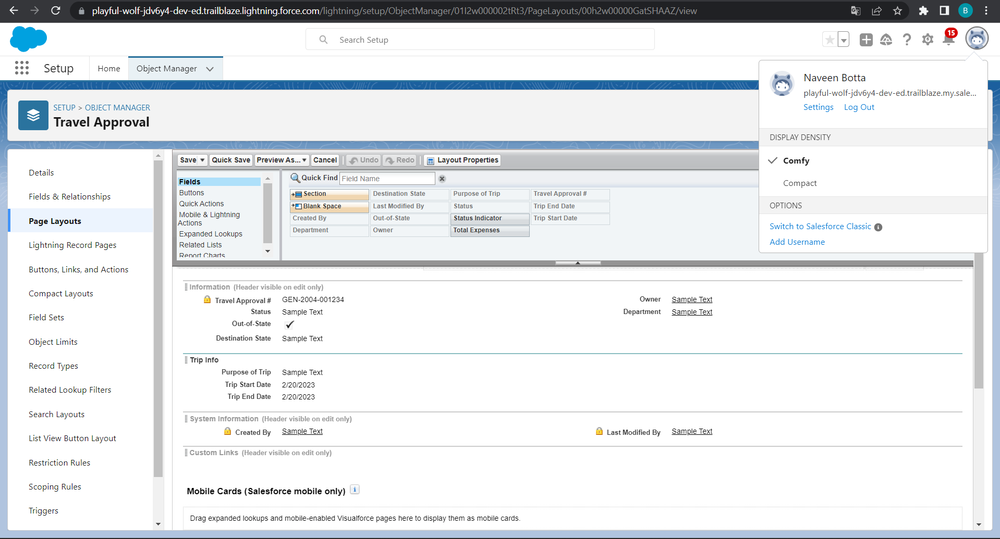 playful-wolf-jdv6y4-dev-ed.trailblaze.lightning.force.com/lightning/setup/ObjectManager/01I2w000002tRt3/PageLayouts/00h2w00000GatSHAAZ/view
B
Search Setup
15
Setup
Home
Object Manager
Naveen Botta
playful-wolf-jdv6y4-dev-ed.trailblaze.my.sale...
Settings Log Out
DISPLAY DENSITY
Comfy
Compact
OPTIONS
Switch to Salesforce Classic
Add Username
SETUP > OBJECT MANAGER
Travel Approval
Details
Fields & Relationships
Page Layouts
Lightning Record Pages
Buttons, Links, and Actions
Compact Layouts
Field Sets
Object Limits
Record Types
Related Lookup Filters
Search Layouts
List View Button Layout
Restriction Rules
Scoping Rules
Triggers
Save Quick Save Preview As... Cancel Undo Redo Layout Properties
Fields
Buttons
Quick Actions
Mobile & Lightning
Actions
Expanded Lookups
Related Lists
Report Charts
Quick Find Field Name
Section Destination State Purpose of Trip Travel Approval #
Blank Space Last Modified By Status Trip End Date
Created By Out-of-State Status Indicator Trip Start Date
Department Owner Total Expenses
Information (Header visible on edit only)
Travel Approval # GEN-2004-001234 Owner Sample Text
Status Sample Text Department Sample Text
Out-of-State
Destination State Sample Text
Trip Info
Purpose of Trip Sample Text
Trip Start Date 2/20/2023
Trip End Date 2/20/2023
System Information (Header visible on edit only)
Created By Sample Text Last Modified By Sample Text
Custom Links (Header visible on edit only)
Mobile Cards (Salesforce mobile only)
Drag expanded lookups and mobile-enabled Visualforce pages here to display them as mobile cards.